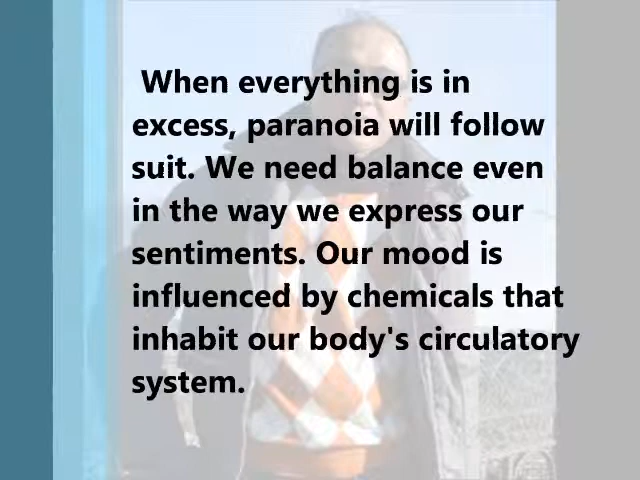 When everything is in
excess, paranoia will follow
suit. We need balance even
in the way we express our
sentiments. Our mood is
influenced by chemicals that
inhabit our body's circulatory
system.